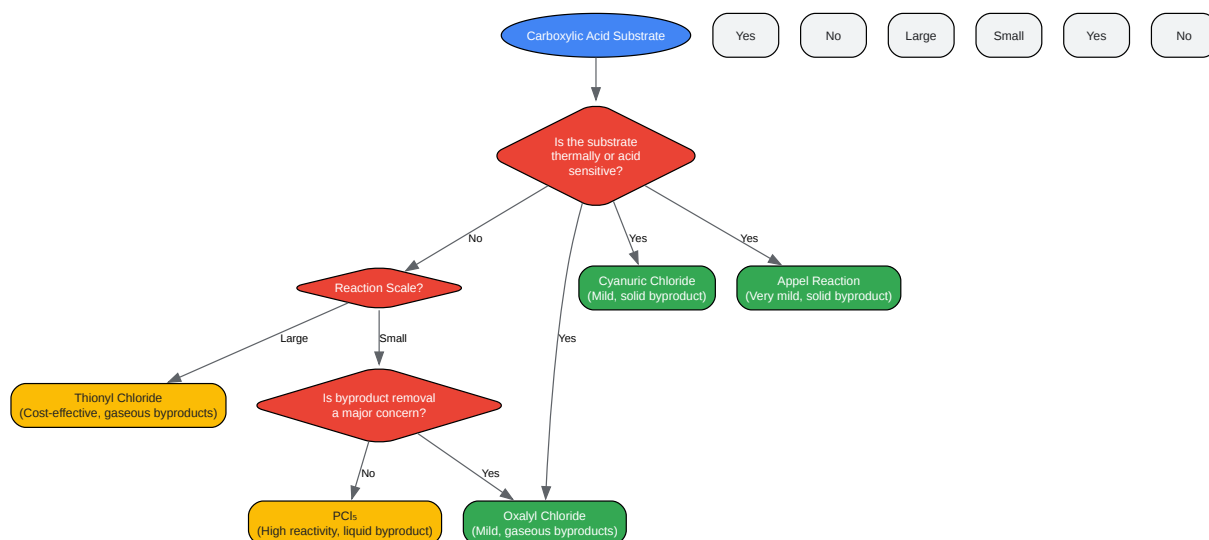 Carboxylic Acid Substrate
Yes
No
Large
Small
Yes
No
Is the substrate
thermally or acid
sensitive?
No
Yes
Yes
Yes
Reaction Scale?
Cyanuric Chloride
(Mild, solid byproduct)
Appel Reaction
(Very mild, solid byproduct)
Large
Small
Thionyl Chloride
(Cost-effective, gaseous byproducts)
Is byproduct removal
a major concern?
No
Yes
PCl₅
(High reactivity, liquid byproduct)
Oxalyl Chloride
(Mild, gaseous byproducts)